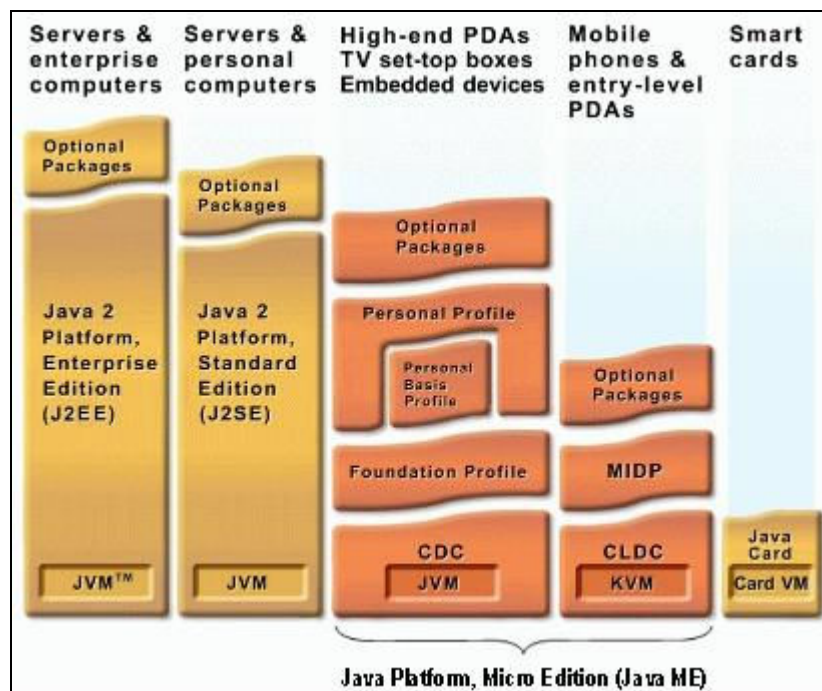 Servers &
enterprise
computers
Servers &
personal
computers
High-end PDAs
TV set-top boxes
Embedded devices
Mobile
phones &
entry-level
PDAs
Smart
cards
Optional
Packages
Java 2
Platform,
Enterprise
Edition
(J2EE)
JVM™
Optional
Packages
Java 2
Platform,
Standard
Edition
(J2SE)
JVM
Optional
Packages
Personal Profile
Personal
Basis
Profile
Foundation Profile
CDC
JVM
Optional
Packages
MIDP
CLDC
KVM
Java
Card
Card VM
Java Platform, Micro Edition (Java ME)